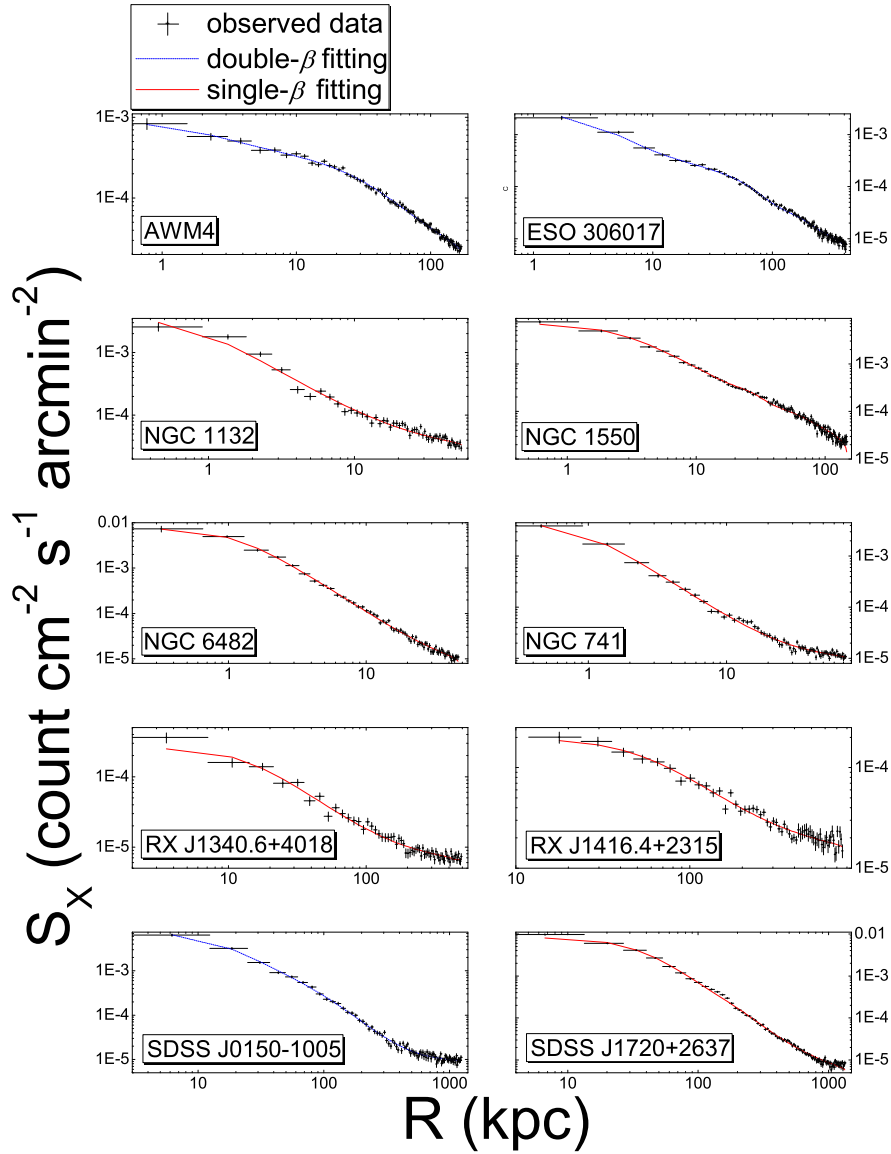 observed data
double-β fitting
single-β fitting
1E-3
1E-4
AWM4
1 10 100
1E-3
1E-4
1E-5
C
ESO 306017
1 10 100
1E-3
1E-4
NGC 1132
1 10
1E-3
1E-4
1E-5
NGC 1550
1 10 100
0.01
1E-3
1E-4
1E-5
NGC 6482
1 10
1E-3
1E-4
1E-5
NGC 741
1 10
1E-4
1E-5
RX J1340.6+4018
10 100
1E-4
1E-5
RX J1416.4+2315
10 100
1E-3
1E-4
1E-5
SDSS J0150-1005
10 100 1000
0.01
1E-3
1E-4
1E-5
SDSS J1720+2637
10 100 1000
S_X (count cm^-2 s^-1 arcmin^-2)
R (kpc)